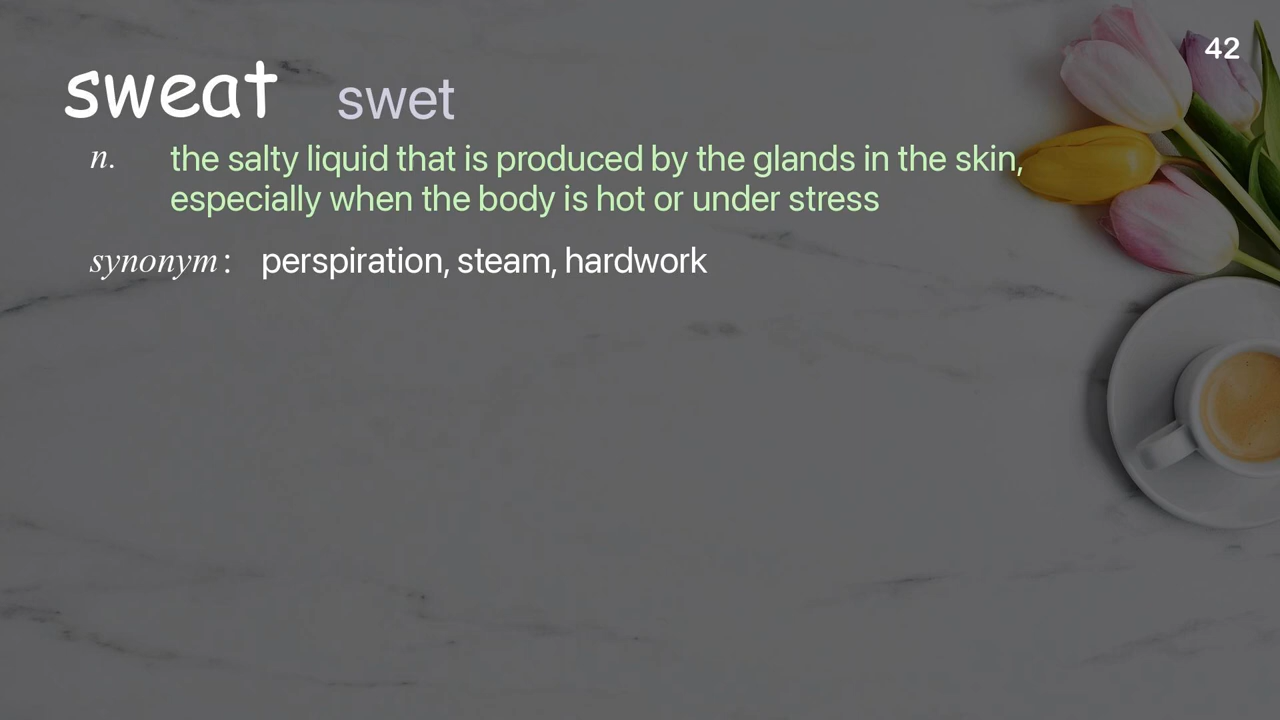 42
sweat swet
n. the salty liquid that is produced by the glands in the skin,
especially when the body is hot or under stress
synonym : perspiration, steam, hardwork